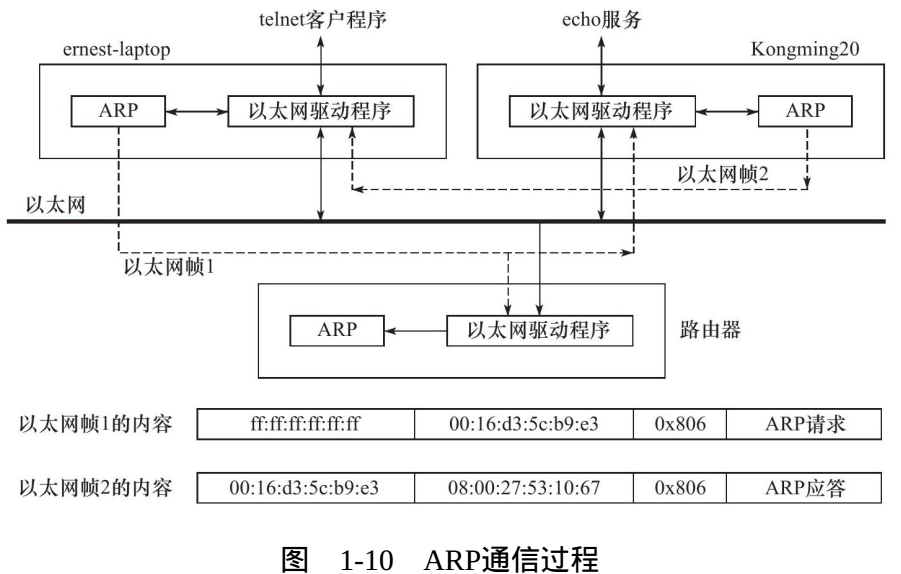 telnet客户程序
echo服务
ernest-laptop
Kongming20
ARP
以太网驱动程序
以太网驱动程序
ARP
以太网帧2
以太网
以太网帧1
ARP
以太网驱动程序
路由器
以太网帧1的内容
ff:ff:ff:ff:ff:ff
00:16:d3:5c:b9:e3
0x806
ARP请求
以太网帧2的内容
00:16:d3:5c:b9:e3
08:00:27:53:10:67
0x806
ARP应答
图 1-10 ARP通信过程